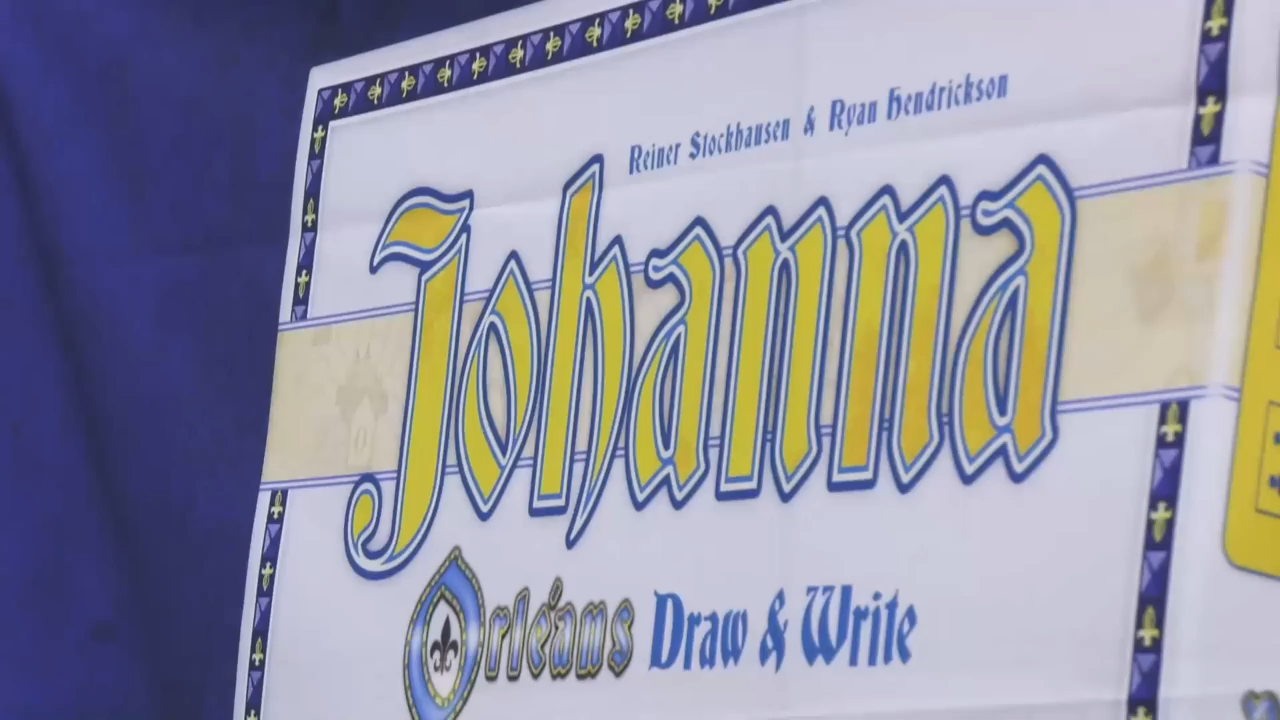 Reiner Stockhausen & Ryan Hendrickson
Johanna
Orléans Draw & Write